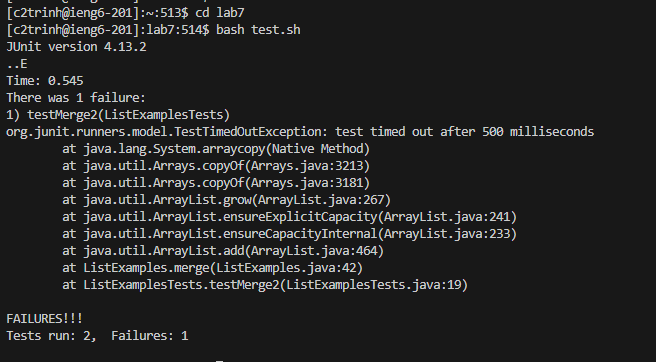 [c2trinh@ieng6-201]:~:513$ cd lab7
[c2trinh@ieng6-201]:lab7:514$ bash test.sh
JUnit version 4.13.2
..E
Time: 0.545
There was 1 failure:
1) testMerge2(ListExamplesTests)
org.junit.runners.model.TestTimedOutException: test timed out after 500 milliseconds
        at java.lang.System.arraycopy(Native Method)
        at java.util.Arrays.copyOf(Arrays.java:3213)
        at java.util.Arrays.copyOf(Arrays.java:3181)
        at java.util.ArrayList.grow(ArrayList.java:267)
        at java.util.ArrayList.ensureExplicitCapacity(ArrayList.java:241)
        at java.util.ArrayList.ensureCapacityInternal(ArrayList.java:233)
        at java.util.ArrayList.add(ArrayList.java:464)
        at ListExamples.merge(ListExamples.java:42)
        at ListExamplesTests.testMerge2(ListExamplesTests.java:19)
FAILURES!!!
Tests run: 2,  Failures: 1